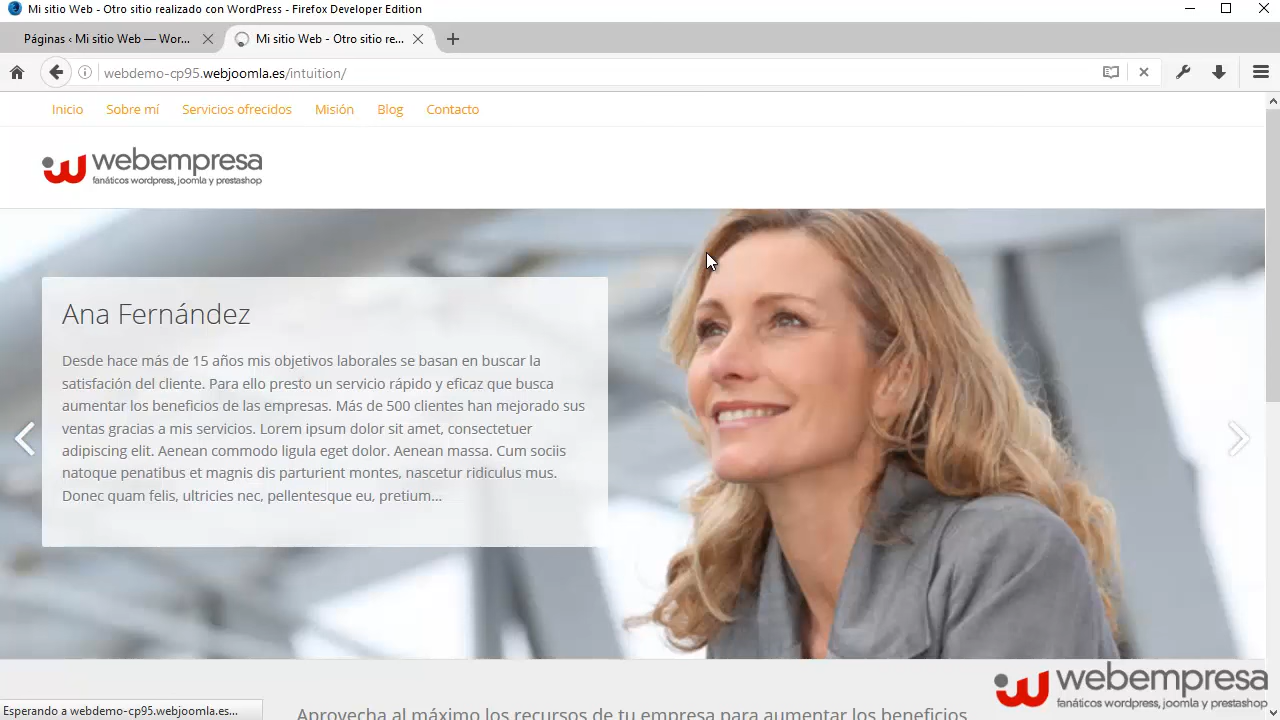 Mi sitio Web - Otro sitio realizado con WordPress - Firefox Developer Edition
Páginas ‹ Mi sitio Web — Wor...
Mi sitio Web - Otro sitio re...
webdemo-cp95.webjoomla.es/intuition/
Inicio Sobre mí Servicios ofrecidos Misión Blog Contacto
webempresa
fanáticos wordpress, joomla y prestashop
Ana Fernández
Desde hace más de 15 años mis objetivos laborales se basan en buscar la
satisfacción del cliente. Para ello presto un servicio rápido y eficaz que busca
aumentar los beneficios de las empresas. Más de 500 clientes han mejorado sus
ventas gracias a mis servicios. Lorem ipsum dolor sit amet, consectetuer
adipiscing elit. Aenean commodo ligula eget dolor. Aenean massa. Cum sociis
natoque penatibus et magnis dis parturient montes, nascetur ridiculus mus.
Donec quam felis, ultricies nec, pellentesque eu, pretium...
webempresa
fanáticos wordpress, joomla y prestashop
Esperando a webdemo-cp95.webjoomla.es...
Aprovecha al máximo los recursos de tu empresa para aumentar los beneficios